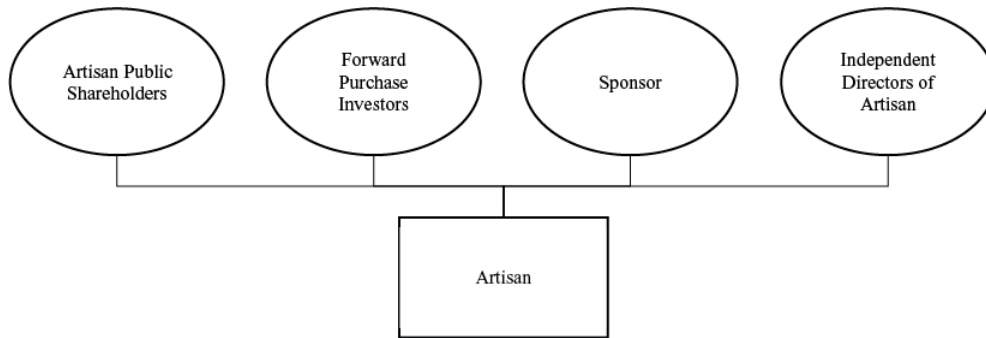 Artisan Public
Shareholders
Forward
Purchase
Investors
Sponsor
Independent
Directors of
Artisan
Artisan